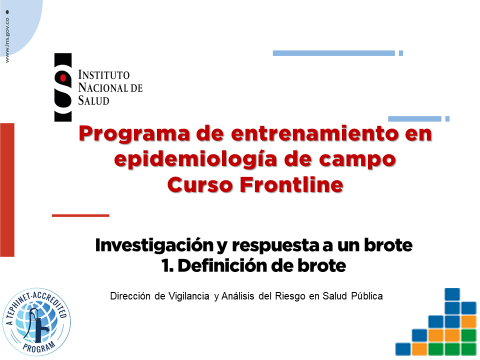 www.ins.gov.co
INSTITUTO
NACIONAL DE
SALUD
Programa de entrenamiento en
epidemiología de campo
Curso Frontline
Investigación y respuesta a un brote
1. Definición de brote
Dirección de Vigilancia y Análisis del Riesgo en Salud Pública
A TEPHINET-ACCREDITED
PROGRAM